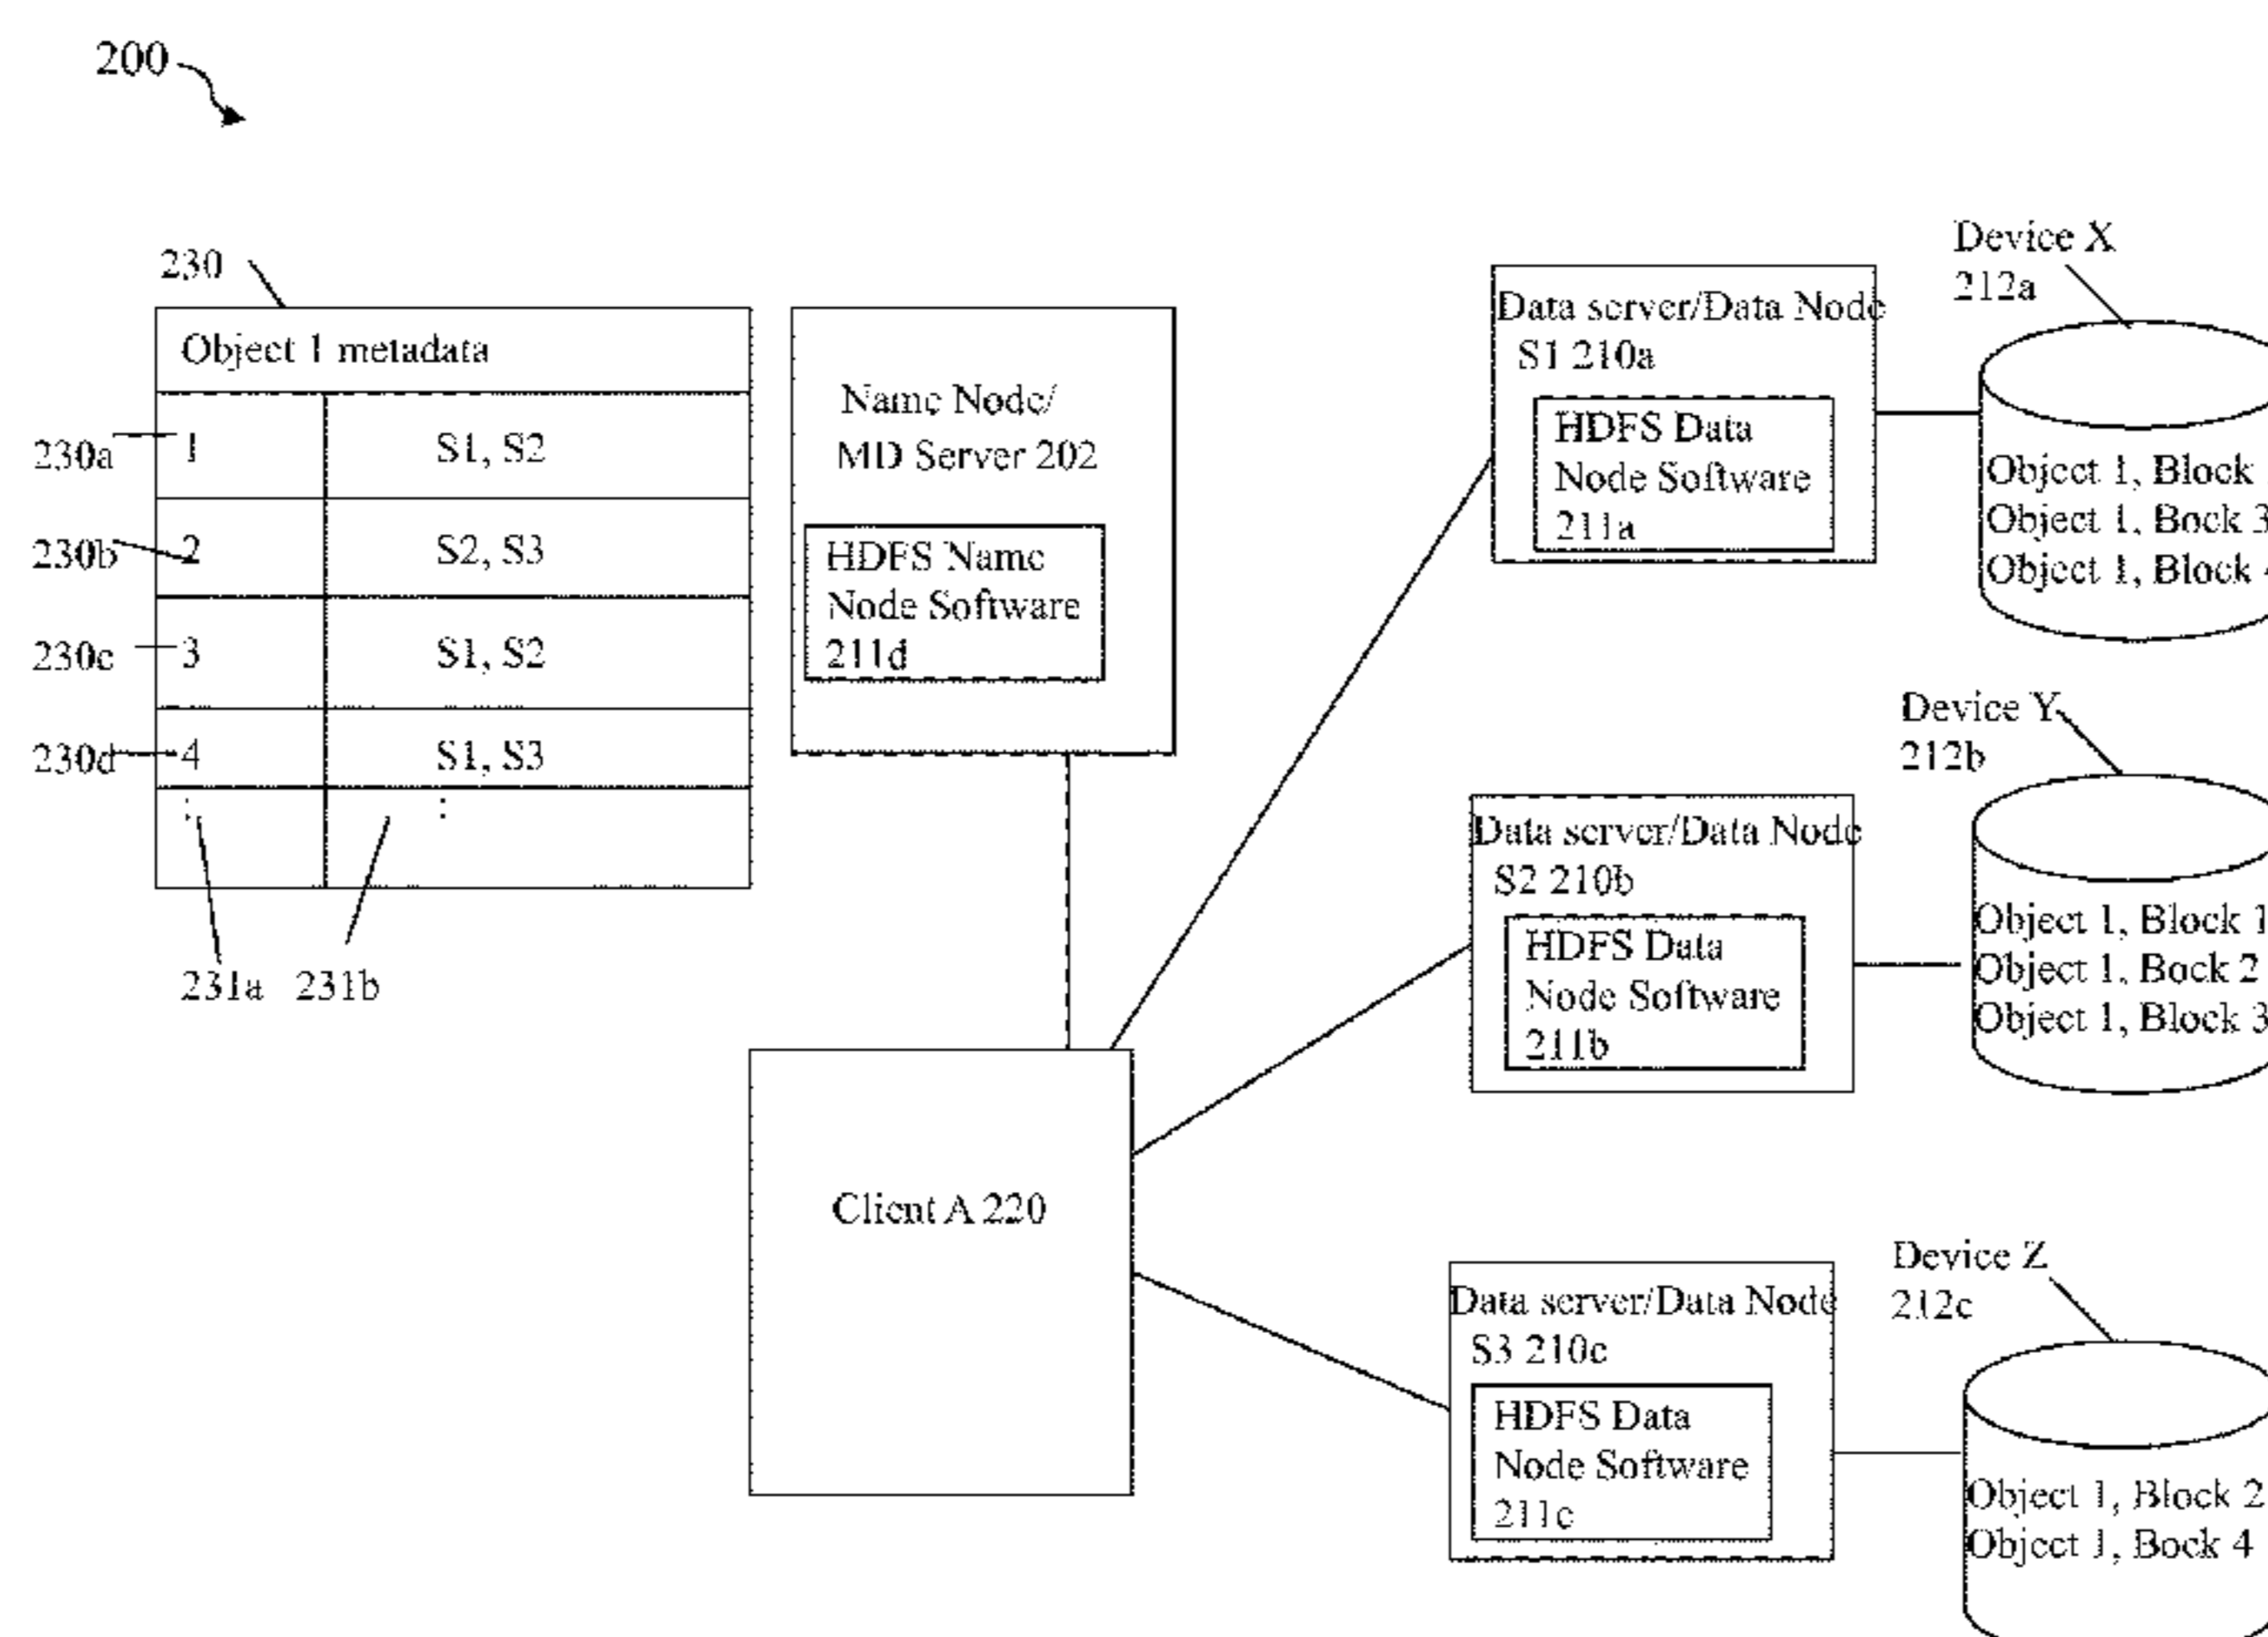 200
230
Object 1 metadata
230a
1
S1, S2
230b
2
S2, S3
230c
3
S1, S2
230d
4
S1, S3
:
:
231a
231b
Name Node/
MD Server 202
HDFS Name
Node Software
211d
Client A 220
Data server/Data Node
S1 210a
HDFS Data
Node Software
211a
Device X
212a
Object 1, Block
Object 1, Bock 3
Object 1, Block
Data server/Data Node
S2 210b
HDFS Data
Node Software
211b
Device Y
212b
Object 1, Block 1
Object 1, Bock 2
Object 1, Block 3
Data server/Data Node
S3 210c
HDFS Data
Node Software
211c
Device Z
212c
Object 1, Block 2
Object 1, Bock 4